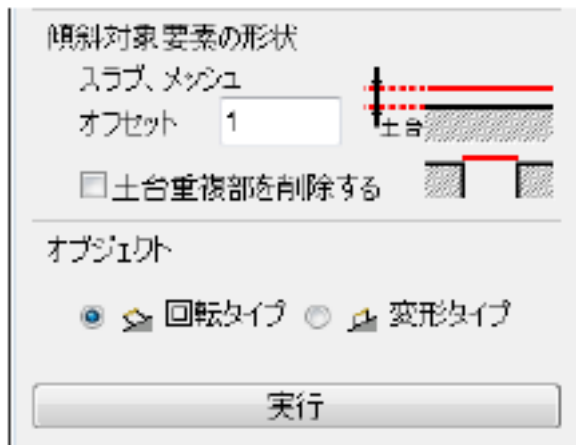 傾斜対象要素の形状
スラブ、メッシュ
オフセット 1
土台
土台重複部を削除する
オブジェクト
回転タイプ 変形タイプ
実行